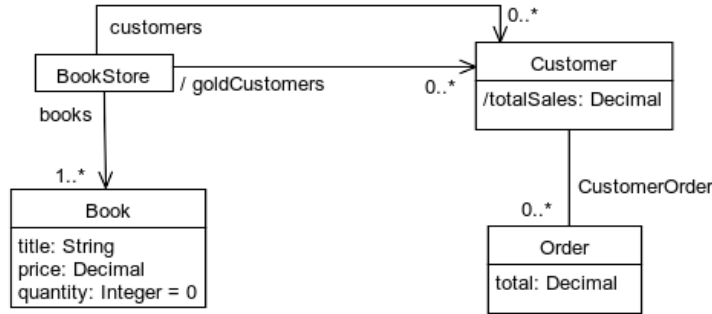 customers
0..*
BookStore
/ goldCustomers
0..*
Customer
/totalSales: Decimal
books
1..*
Book
title: String
price: Decimal
quantity: Integer = 0
CustomerOrder
0..*
Order
total: Decimal